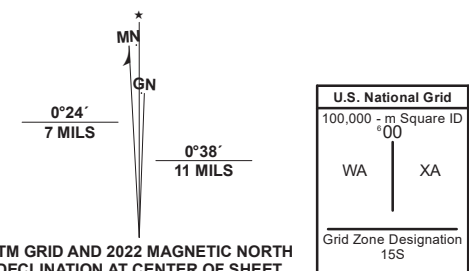 ★
MN
GN
0°24´
7 MILS
0°38´
11 MILS
TM GRID AND 2022 MAGNETIC NORTH
DECLINATION AT CENTER OF SHEET
U.S. National Grid
100,000 - m Square ID
⁶00
WA XA
Grid Zone Designation
15S